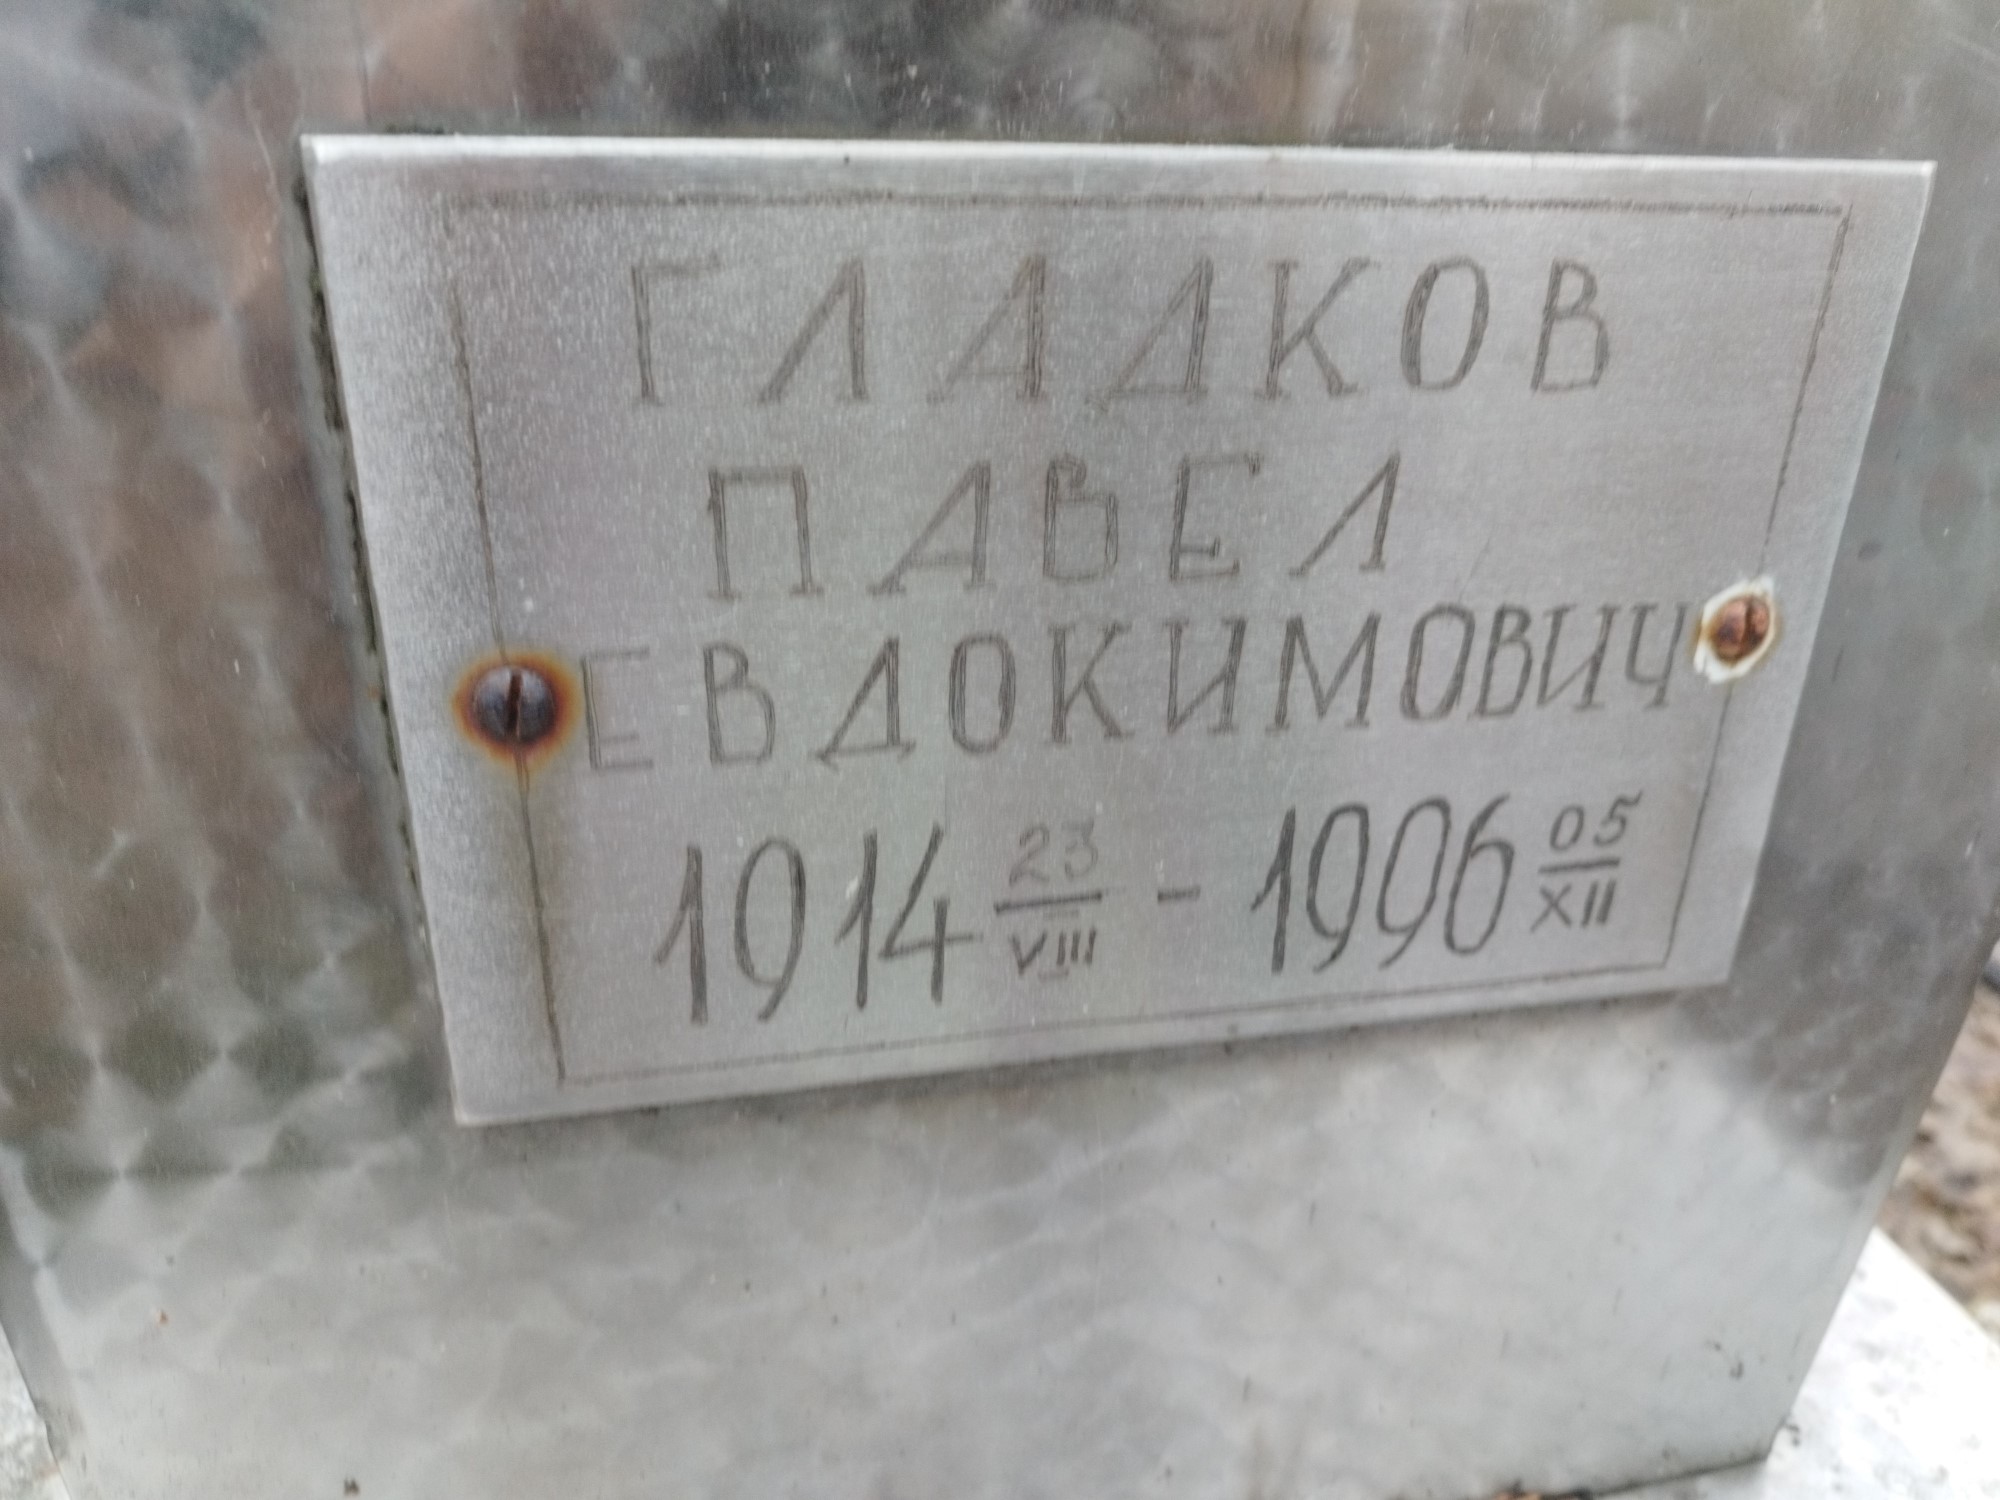 ГЛАДКОВ
ПАВЕЛ
ЕВДОКИМОВИЧ
1914 23/VIII - 1996 05/XII